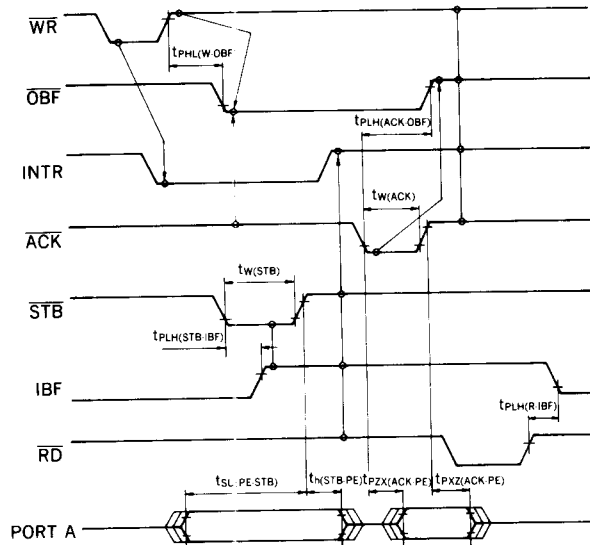 WR
tPHL(W-OBF
OBF
tPLH(ACK-OBF)
INTR
tW(ACK)
ACK
tW(STB)
STB
tPLH(STB-IBF)
IBF
tPLH(R-IBF)
RD
tSU(PE-STB) th(STB-PE) tPZX(ACK-PE) tPXZ(ACK-PE)
PORT A